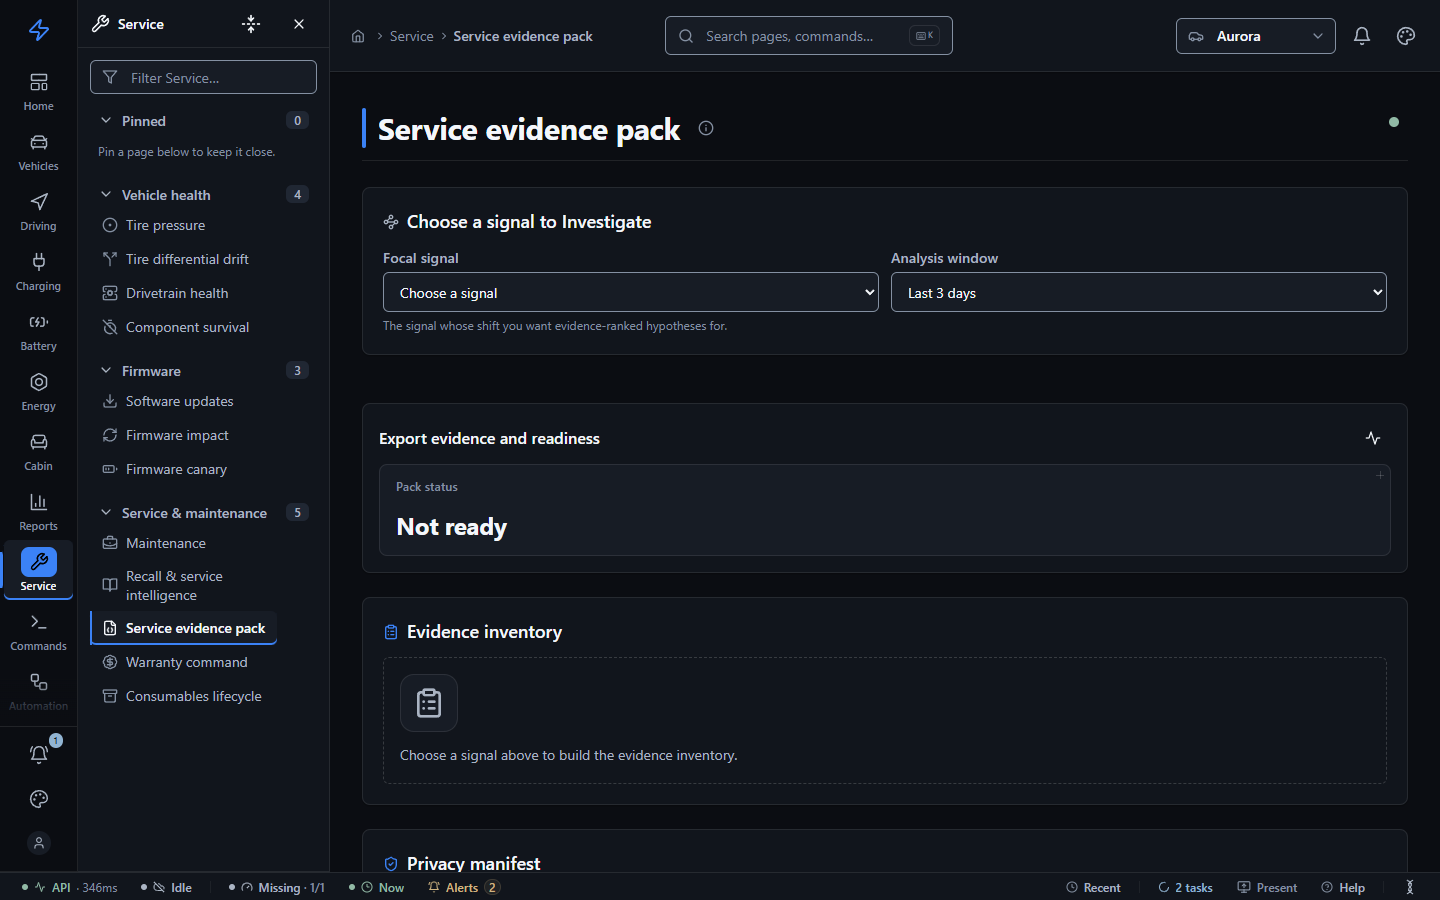 Service
Service
Service evidence pack
Search pages, commands...
K
Aurora
Home
Vehicles
Driving
Charging
Battery
Energy
Cabin
Reports
Service
Commands
Automation
1
Filter Service...
Pinned
0
Pin a page below to keep it close.
Vehicle health
4
Tire pressure
Tire differential drift
Drivetrain health
Component survival
Firmware
3
Software updates
Firmware impact
Firmware canary
Service & maintenance
5
Maintenance
Recall & service
intelligence
Service evidence pack
Warranty command
Consumables lifecycle
Service evidence pack
Choose a signal to Investigate
Focal signal
Analysis window
Choose a signal
Last 3 days
The signal whose shift you want evidence-ranked hypotheses for.
Export evidence and readiness
Pack status
Not ready
Evidence inventory
Choose a signal above to build the evidence inventory.
Privacy manifest
API · 346ms
Idle
Missing · 1/1
Now
Alerts 2
Recent
2 tasks
Present
Help